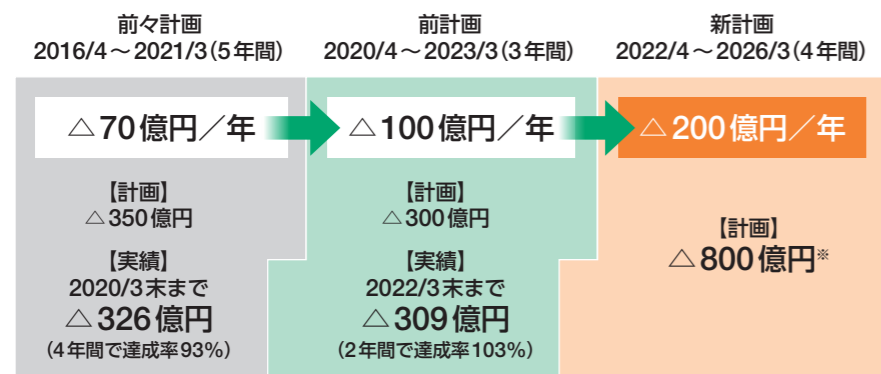 前々計画
2016/4～2021/3（5年間）
△70億円／年
【計画】
△350億円
【実績】
2020/3末まで
△326億円
（4年間で達成率93%）
前計画
2020/4～2023/3（3年間）
△100億円／年
【計画】
△300億円
【実績】
2022/3末まで
△309億円
（2年間で達成率103%）
新計画
2022/4～2026/3（4年間）
△200億円／年
【計画】
△800億円※